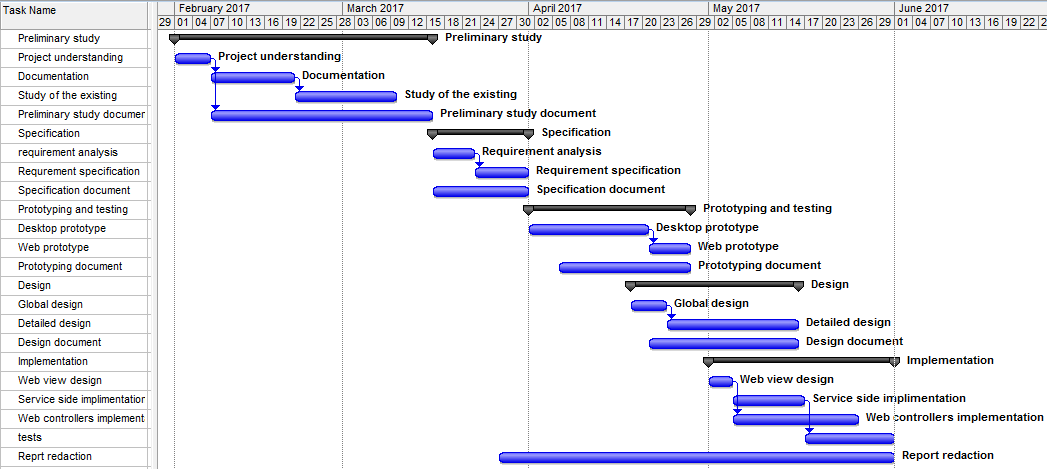 Task Name
February 2017 March 2017 April 2017 May 2017 June 2017
29 01 04 07 10 13 16 19 22 25 28 03 06 09 12 15 18 21 24 27 30 02 05 08 11 14 17 20 23 26 29 02 05 08 11 14 17 20 23 26 29 01 04 07 10 13 16 19 22 2
Preliminary study Preliminary study
Project understanding Project understanding
Documentation Documentation
Study of the existing Study of the existing
Preliminary study documer Preliminary study document
Specification Specification
requirement analysis Requirement analysis
Requrement specification Requirement specification
Specification document Specification document
Prototyping and testing Prototyping and testing
Desktop prototype Desktop prototype
Web prototype Web prototype
Prototyping document Prototyping document
Design Design
Global design Global design
Detailed design Detailed design
Design document Design document
Implementation Implementation
Web view design Web view design
Service side implimentatior Service side implimentation
Web controllers implement Web controllers implementation
tests
Reprt redaction Report redaction